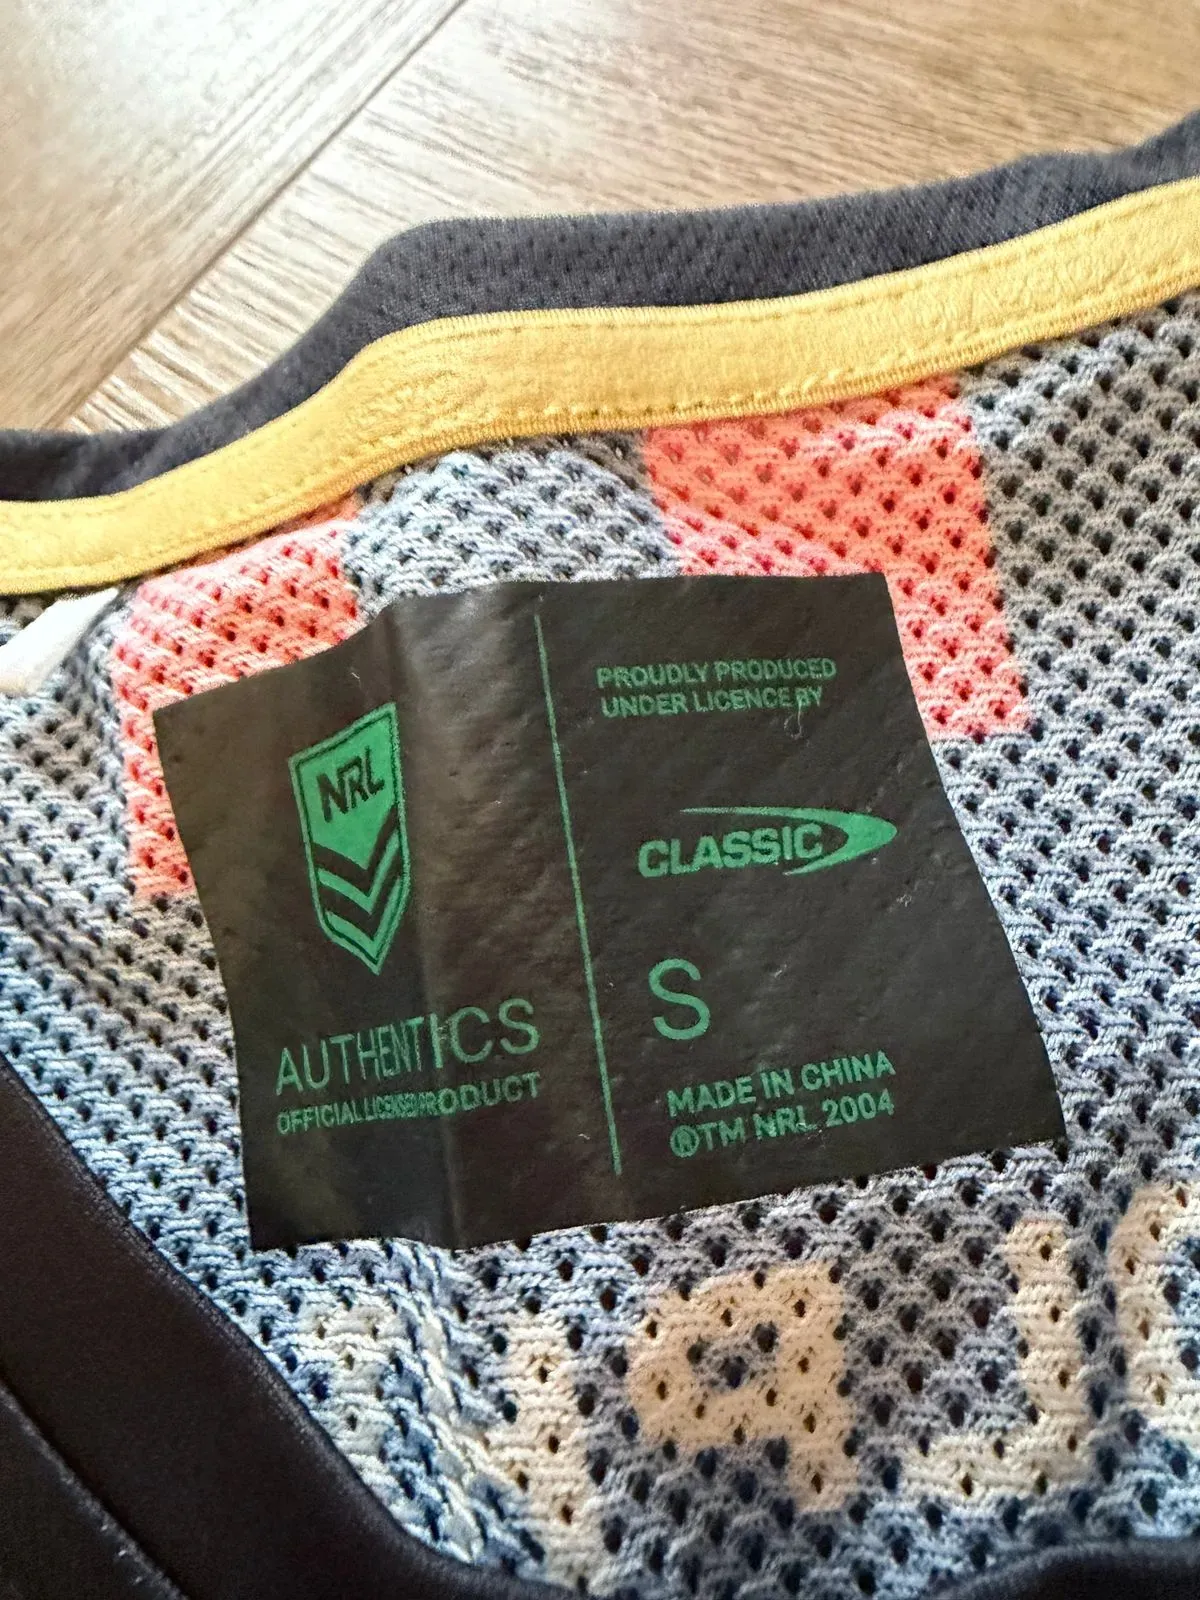 NRL
AUTHENTICS
OFFICIAL LICENSED PRODUCT
PROUDLY PRODUCED
UNDER LICENCE BY
CLASSIC
S
MADE IN CHINA
®TM NRL 2004